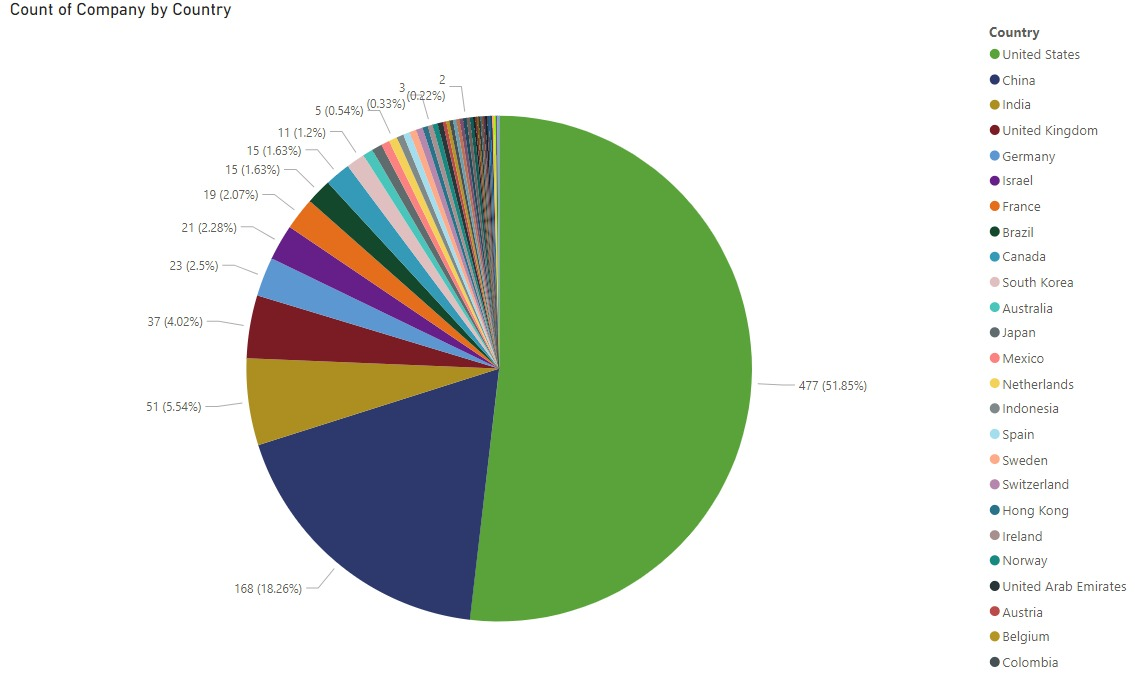 Count of Company by Country
2
3
(0.22%)
(0.33%)
5 (0.54%)
11 (1.2%)
15 (1.63%)
15 (1.63%)
19 (2.07%)
21 (2.28%)
23 (2.5%)
37 (4.02%)
51 (5.54%)
168 (18.26%)
477 (51.85%)
Country
United States
China
India
United Kingdom
Germany
Israel
France
Brazil
Canada
South Korea
Australia
Japan
Mexico
Netherlands
Indonesia
Spain
Sweden
Switzerland
Hong Kong
Ireland
Norway
United Arab Emirates
Austria
Belgium
Colombia